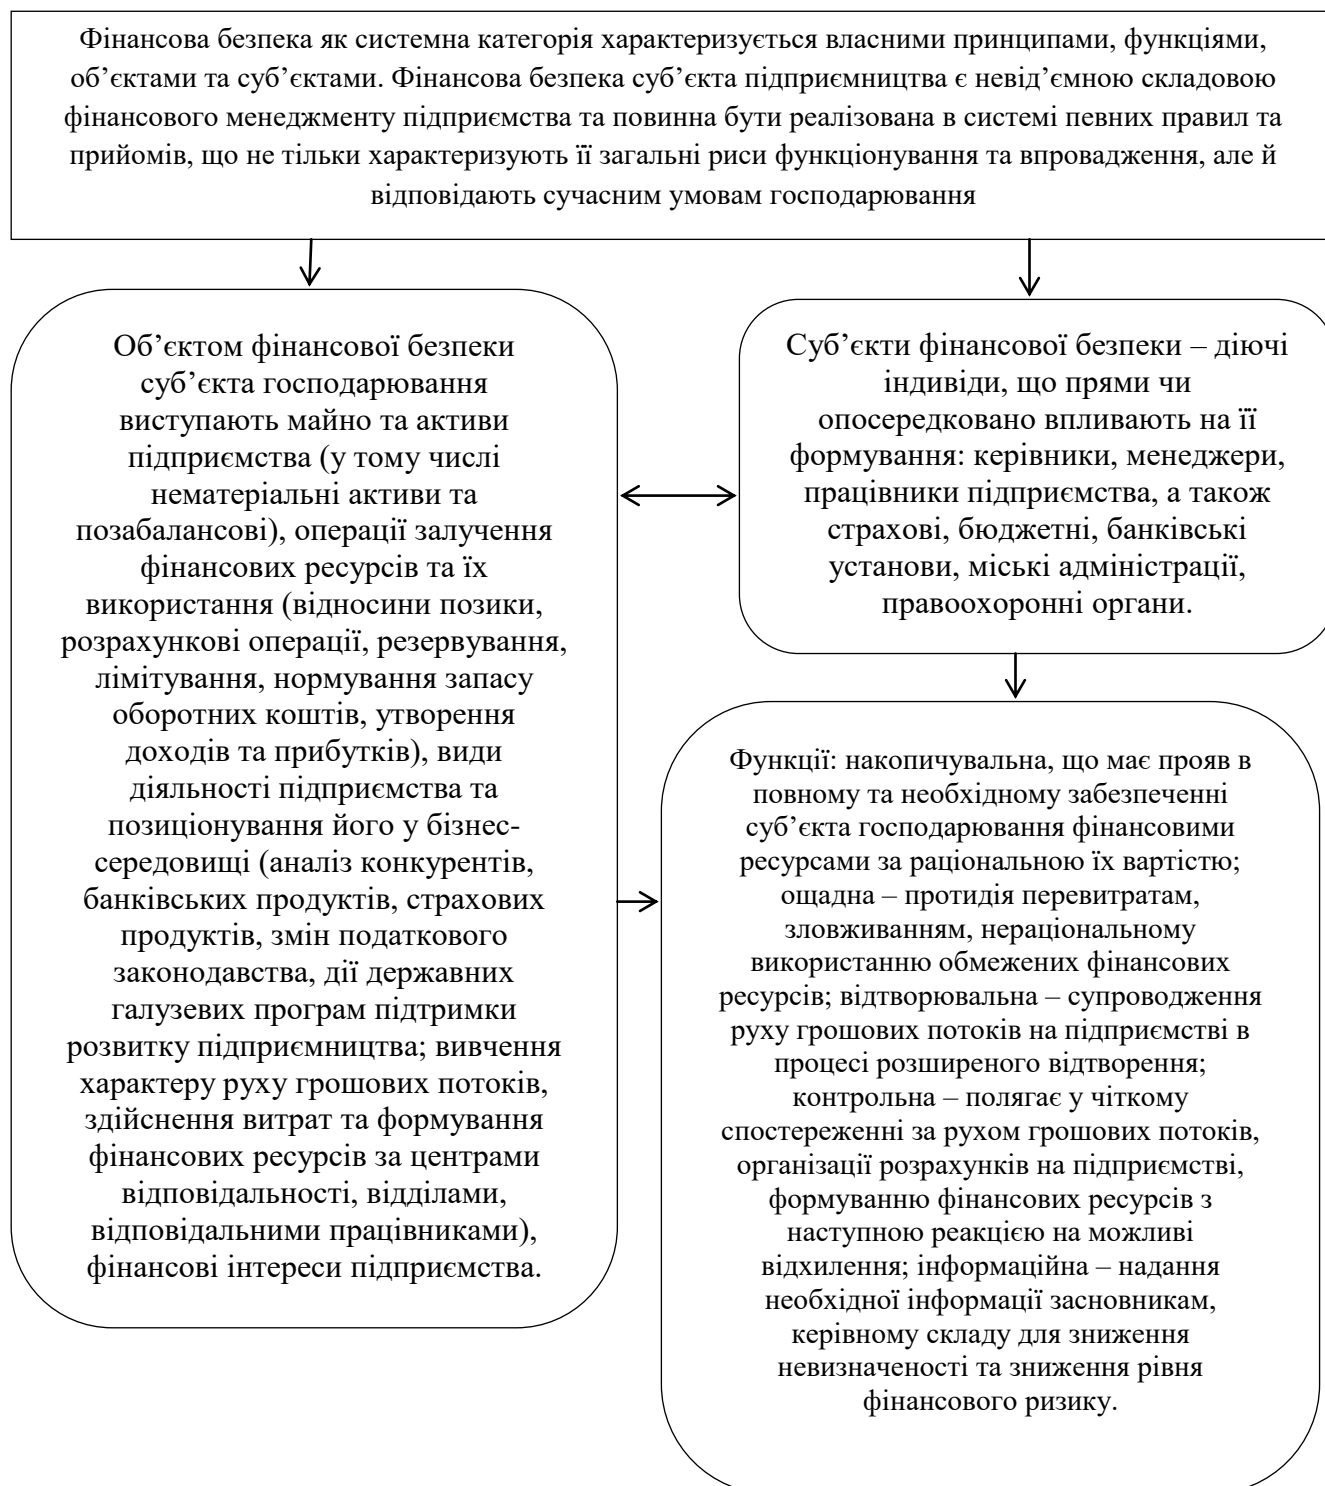 Фінансова безпека як системна категорія характеризується власними принципами, функціями,
об’єктами та суб’єктами. Фінансова безпека суб’єкта підприємництва є невід’ємною складовою
фінансового менеджменту підприємства та повинна бути реалізована в системі певних правил та
прийомів, що не тільки характеризують її загальні риси функціонування та впровадження, але й
відповідають сучасним умовам господарювання
Об’єктом фінансової безпеки
суб’єкта господарювання
виступають майно та активи
підприємства (у тому числі
нематеріальні активи та
позабалансові), операції залучення
фінансових ресурсів та їх
використання (відносини позики,
розрахункові операції, резервування,
лімітування, нормування запасу
оборотних коштів, утворення
доходів та прибутків), види
діяльності підприємства та
позиціонування його у бізнес-
середовищі (аналіз конкурентів,
банківських продуктів, страхових
продуктів, змін податкового
законодавства, дії державних
галузевих програм підтримки
розвитку підприємництва; вивчення
характеру руху грошових потоків,
здійснення витрат та формування
фінансових ресурсів за центрами
відповідальності, відділами,
відповідальними працівниками),
фінансові інтереси підприємства.
Суб’єкти фінансової безпеки – діючі
індивіди, що прями чи
опосередковано впливають на її
формування: керівники, менеджери,
працівники підприємства, а також
страхові, бюджетні, банківські
установи, міські адміністрації,
правоохоронні органи.
Функції: накопичувальна, що має прояв в
повному та необхідному забезпеченні
суб’єкта господарювання фінансовими
ресурсами за раціональною їх вартістю;
ощадна – протидія перевитратам,
зловживанням, нераціональному
використанню обмежених фінансових
ресурсів; відтворювальна – супроводження
руху грошових потоків на підприємстві в
процесі розширеного відтворення;
контрольна – полягає у чіткому
спостереженні за рухом грошових потоків,
організації розрахунків на підприємстві,
формуванню фінансових ресурсів з
наступною реакцією на можливі
відхилення; інформаційна – надання
необхідної інформації засновникам,
керівному складу для зниження
невизначеності та зниження рівня
фінансового ризику.